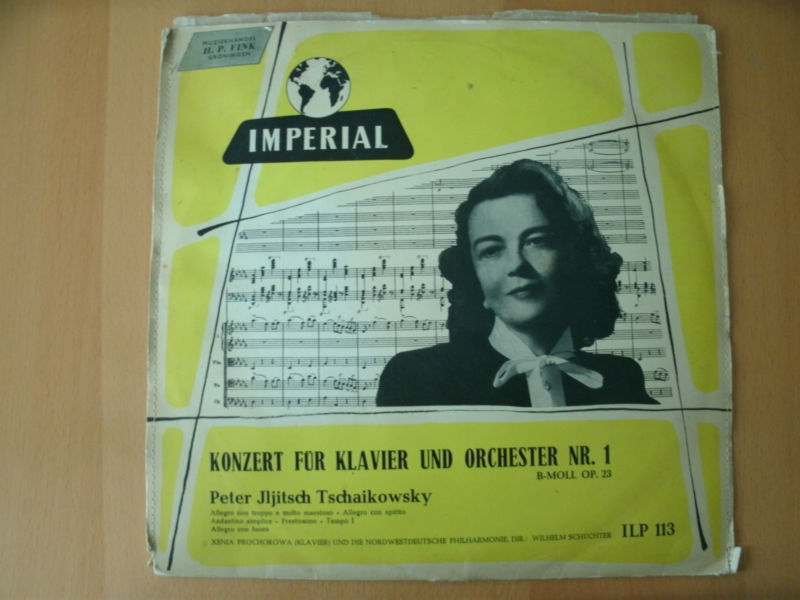 MUZIEKHANDEL
H. P. VINK
GRONINGEN
IMPERIAL
KONZERT FÜR KLAVIER UND ORCHESTER NR. 1
B-MOLL OP. 23
Peter Jljitsch Tschaikowsky
Allegro non troppo e molto maestoso - Allegro con spirito
Andantino simplice - Prestissimo - Tempo I
Allegro con fuoco
XENIA PROCHOROWA (KLAVIER) UND DIE NORDWESTDEUTSCHE PHILHARMONIE, DIR.: WILHELM SCHÜCHTER
ILP 113